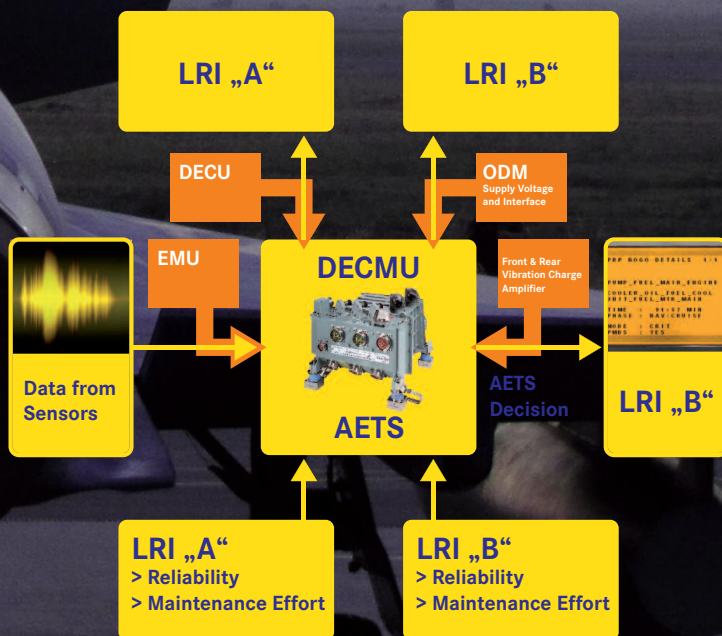 LRI „A“
LRI „B“
DECU
ODM
Supply Voltage
and Interface
EMU
DECMU
Front & Rear
Vibration Charge
Amplifier
Data from
Sensors
AETS
AETS
Decision
LRI „B“
LRI „A“
> Reliability
> Maintenance Effort
LRI „B“
> Reliability
> Maintenance Effort